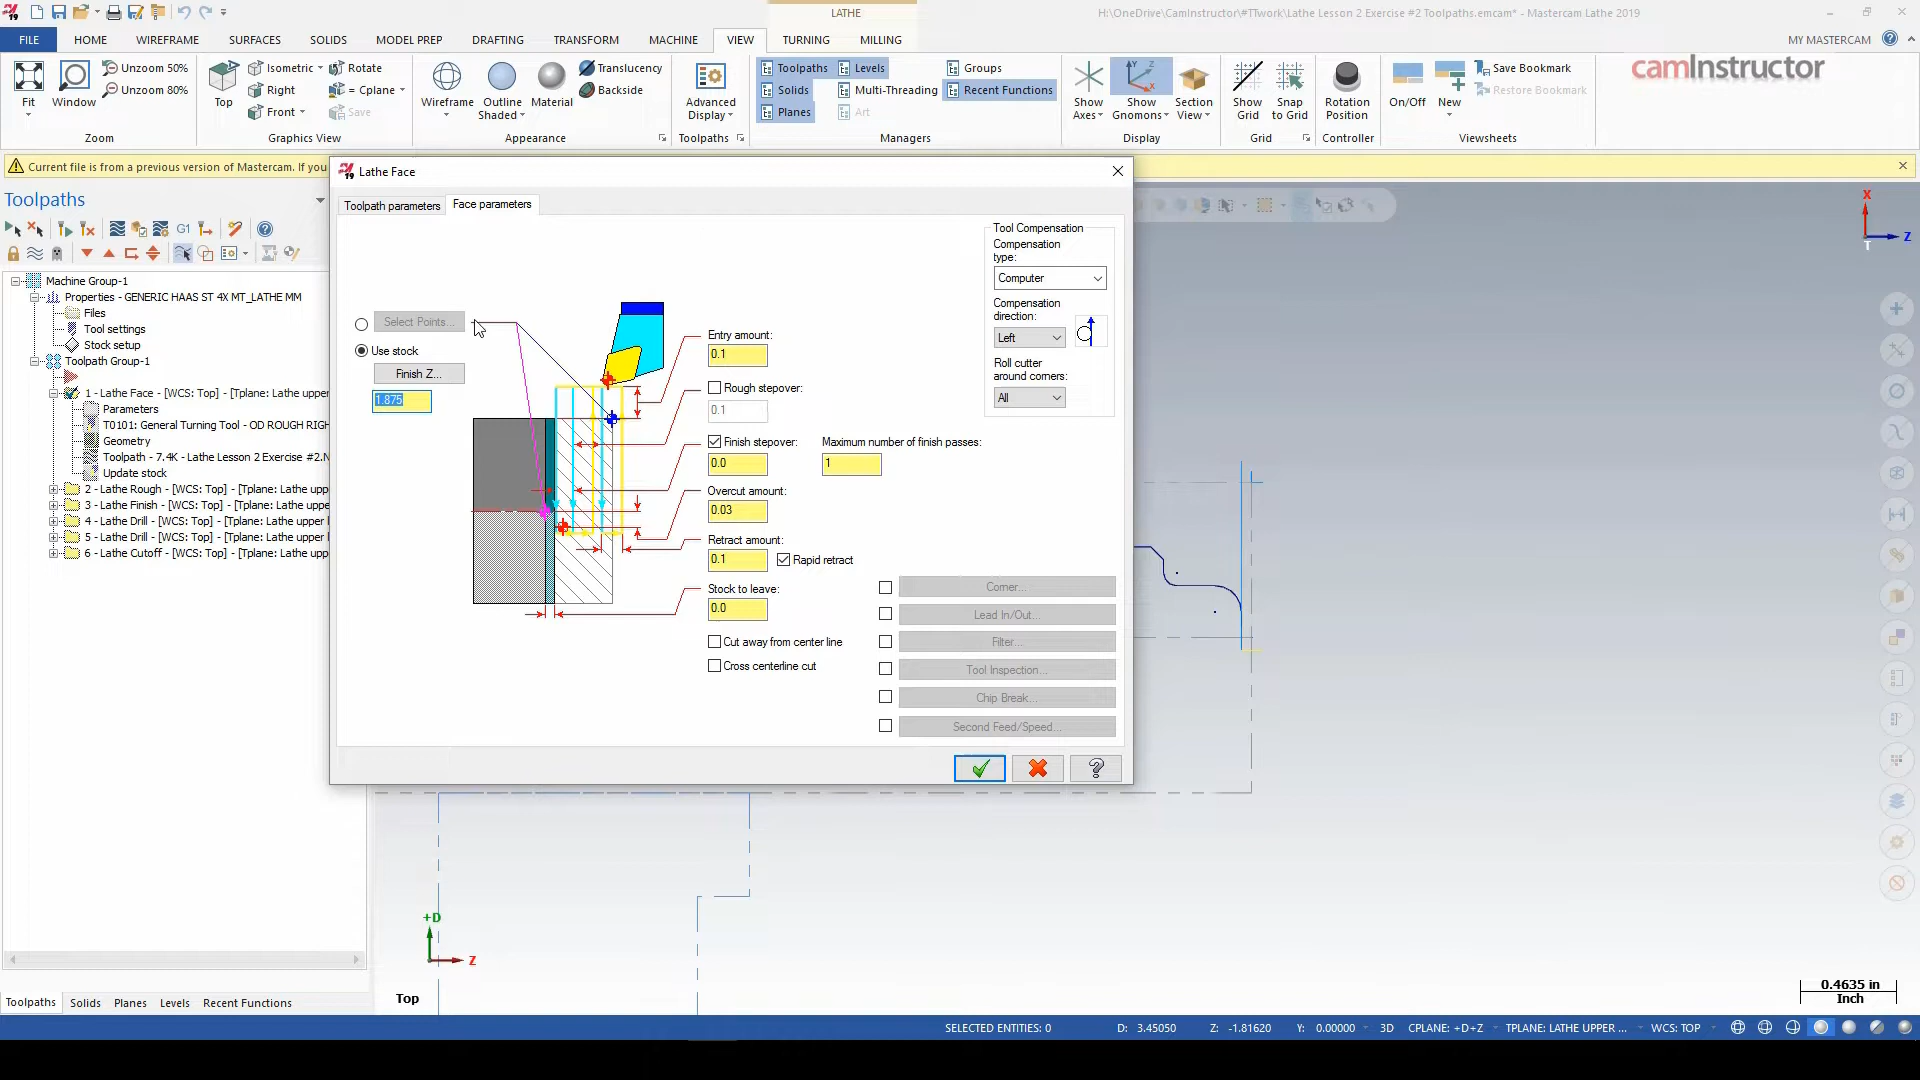 LATHE
H:\OneDrive\CamInstructor\#TTwork\Lathe Lesson 2 Exercise #2 Toolpaths.emcam* - Mastercam Lathe 2019
FILE HOME WIREFRAME SURFACES SOLIDS MODEL PREP DRAFTING TRANSFORM MACHINE VIEW TURNING MILLING MY MASTERCAM
Unzoom 50% Isometric Rotate Translucency Toolpaths Levels Groups Save Bookmark
camInstructor
Unzoom 80% Right = Cplane Backside Solids Multi-Threading Recent Functions Restore Bookmark
Fit Window Top Front Save Wireframe Outline Shaded Material Advanced Display Planes Art Show Axes Show Gnomons Section View Show Grid Snap to Grid Rotation Position On/Off New
Zoom Graphics View Appearance Toolpaths Managers Display Grid Controller Viewsheets
Current file is from a previous version of Mastercam. If you
Lathe Face
Toolpaths
Toolpath parameters Face parameters
G1
Machine Group-1
Properties - GENERIC HAAS ST 4X MT_LATHE MM
Files
Tool settings
Stock setup
Toolpath Group-1
1 - Lathe Face - [WCS: Top] - [Tplane: Lathe upper
Parameters
T0101: General Turning Tool - OD ROUGH RIGH
Geometry
Toolpath - 7.4K - Lathe Lesson 2 Exercise #2.N
Update stock
2 - Lathe Rough - [WCS: Top] - [Tplane: Lathe upper
3 - Lathe Finish - [WCS: Top] - [Tplane: Lathe upper
4 - Lathe Drill - [WCS: Top] - [Tplane: Lathe upper l
5 - Lathe Drill - [WCS: Top] - [Tplane: Lathe upper l
6 - Lathe Cutoff - [WCS: Top] - [Tplane: Lathe upp
Select Points...
Use stock
Finish Z...
1.875
Entry amount:
0.1
Rough stepover:
0.1
Finish stepover: Maximum number of finish passes:
0.0 1
Overcut amount:
0.03
Retract amount:
0.1 Rapid retract
Stock to leave:
0.0
Cut away from center line
Cross centerline cut
Tool Compensation
Compensation
type:
Computer
Compensation
direction:
Left
Roll cutter
around corners:
All
Corner...
Lead In/Out...
Filter...
Tool Inspection...
Chip Break...
Second Feed/Speed...
X
Z
T
+D
Z
Top
0.4635 in
Inch
Toolpaths Solids Planes Levels Recent Functions
SELECTED ENTITIES: 0 D: 3.45050 Z: -1.81620 Y: 0.00000 3D CPLANE: +D+Z TPLANE: LATHE UPPER ... WCS: TOP